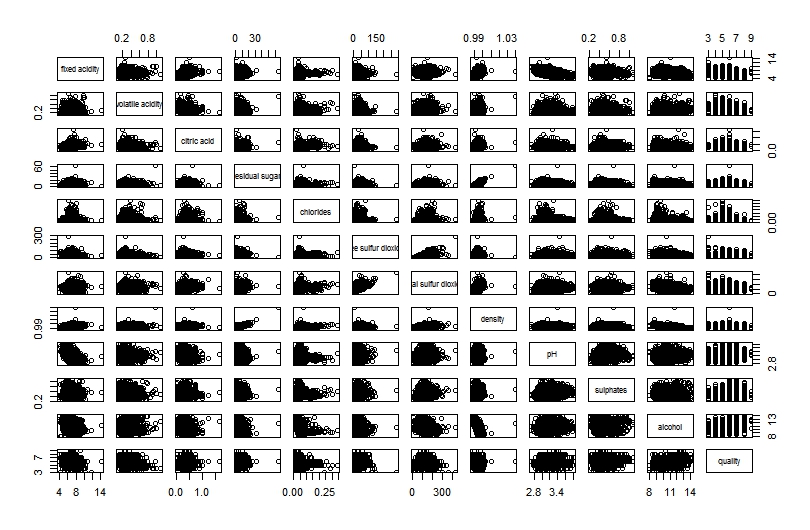 0.2 0.8 0 30 0 150 0.99 1.03 0.2 0.8 3 5 6 7 9
fixed acidity 4 14
0.2 volatile acidity
citric acid 0.0
0 60 esidual sugar
chlorides 0.00
0 300 e sulfur dioxid
al sulfur dioxi 0
0.99 density
pH 2.8
0.2 sulphates
alcohol 8 13
3 7 quality
4 8 14 0.0 1.0 0.00 0.25 0 300 2.8 3.4 8 11 14